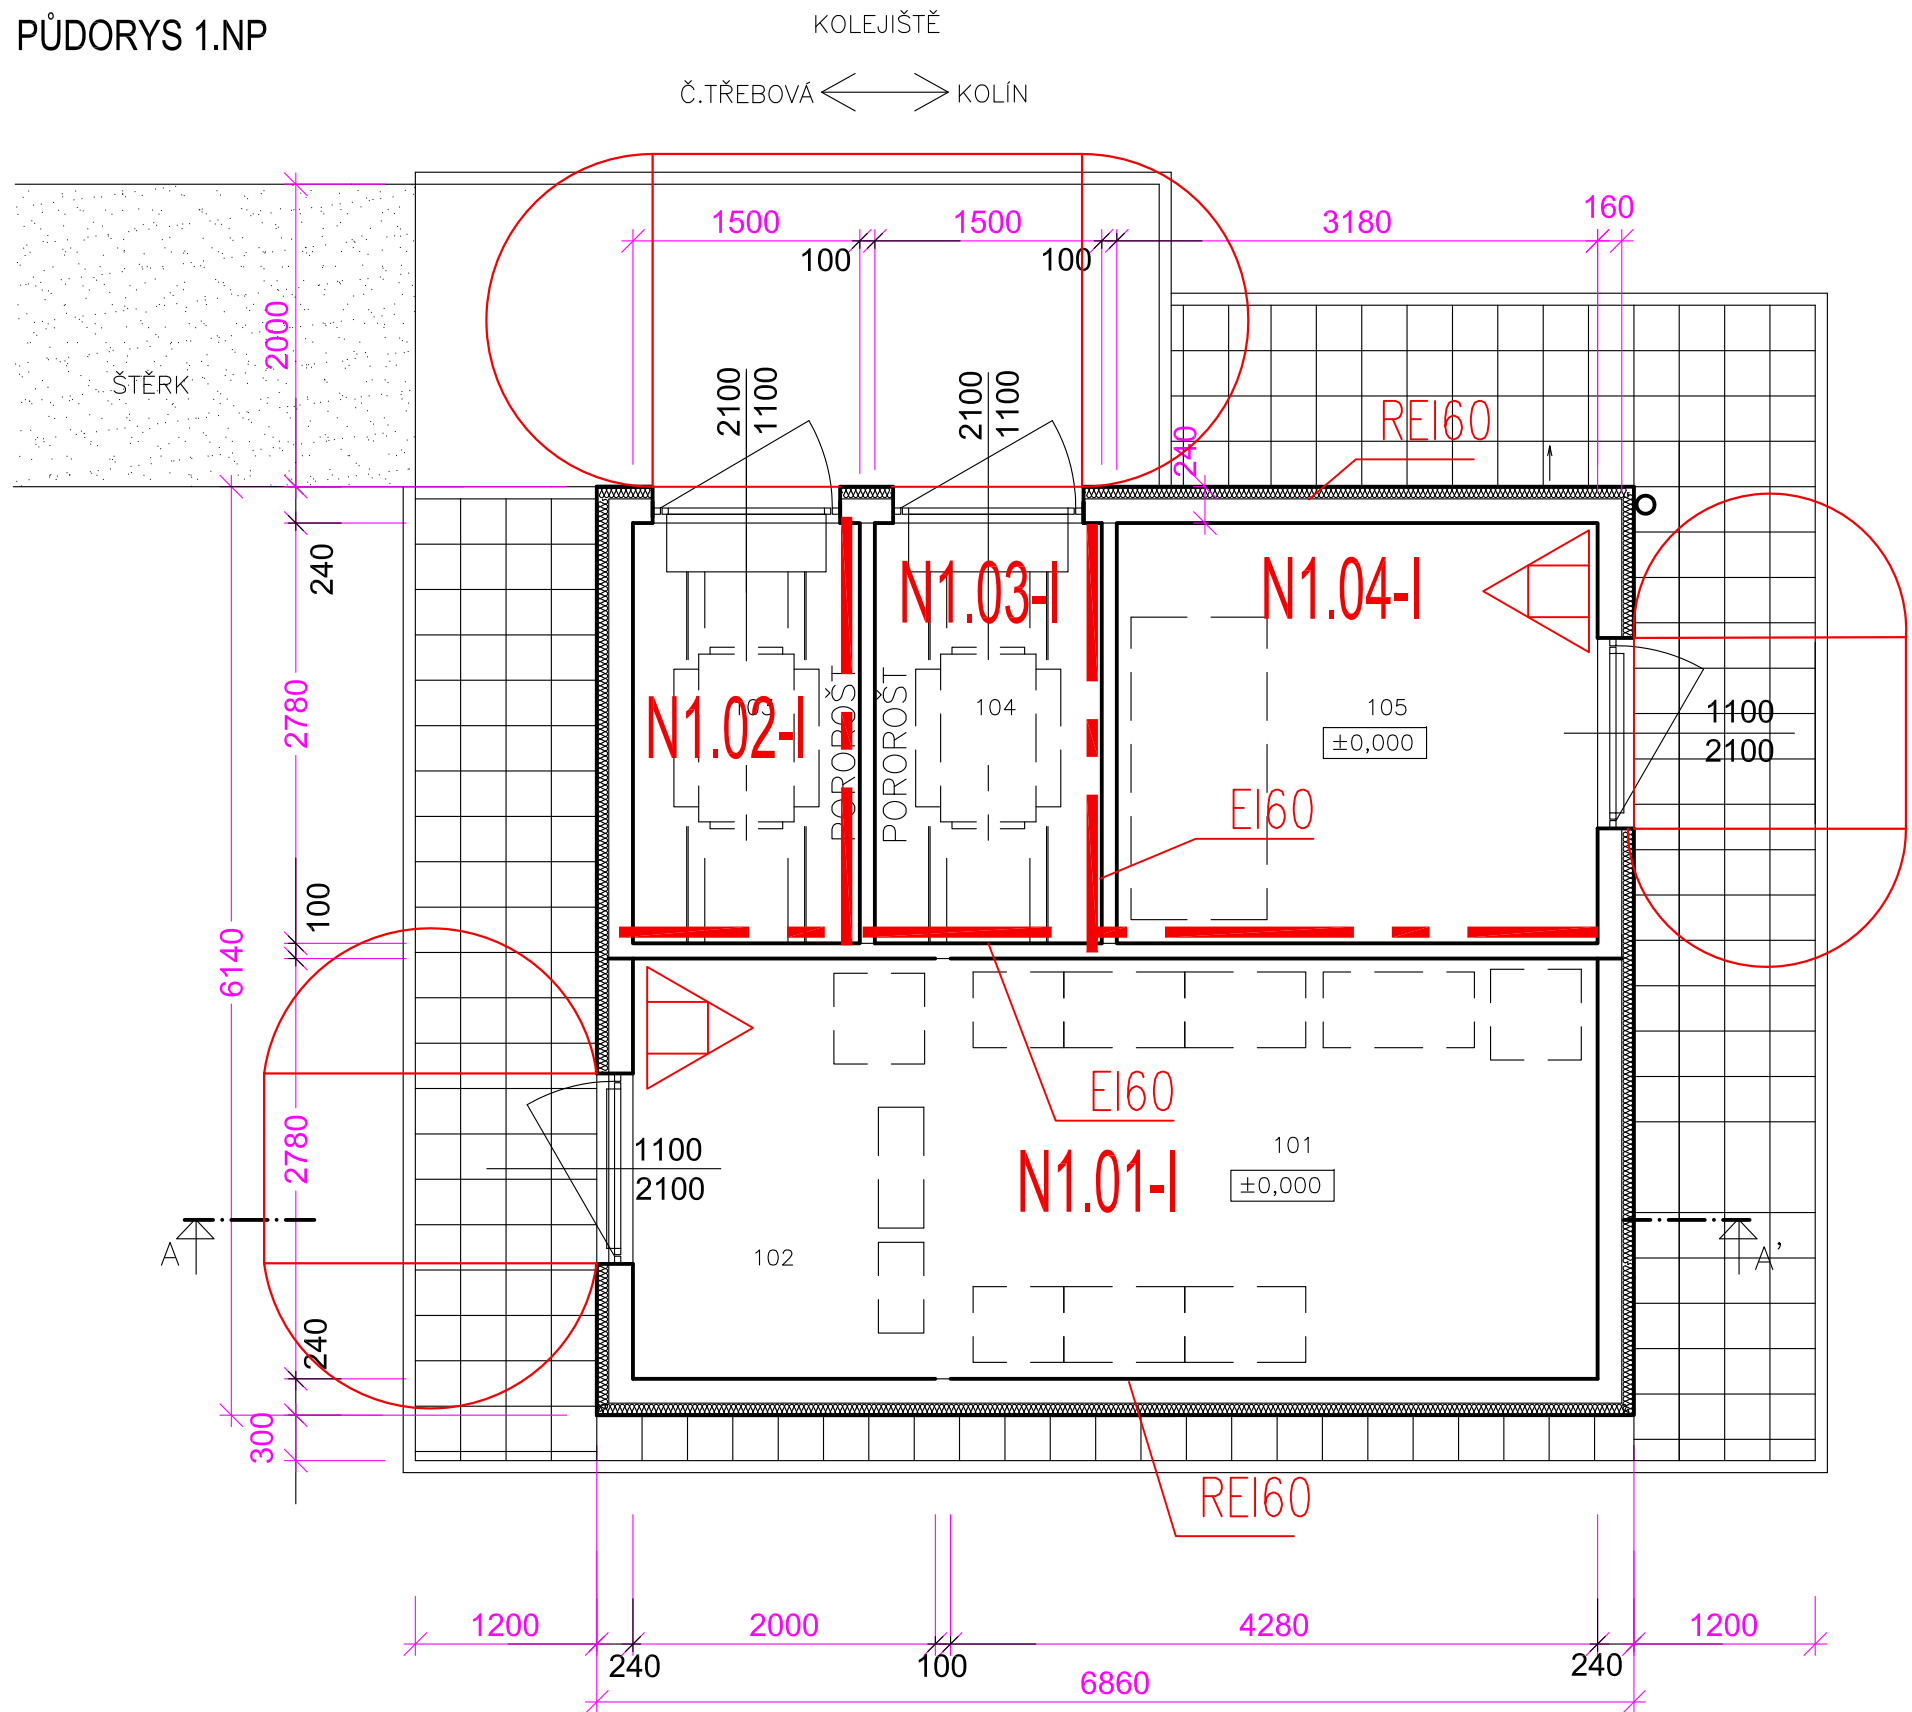 PŮDORYS 1.NP
KOLEJIŠTĚ
Č.TŘEBOVÁ
KOLÍN
1500
1500
3180
160
100
100
2000
ŠTĚRK
2100
1100
2100
1100
240
REI60
240
N1.03-I
N1.04-I
2780
N1.02-I
103
POROROŠT
POROROŠT
104
105
±0,000
1100
2100
EI60
100
6140
EI60
1100
2100
2780
101
N1.01-I
±0,000
A
A'
102
240
300
REI60
1200
2000
4280
1200
240
100
240
6860